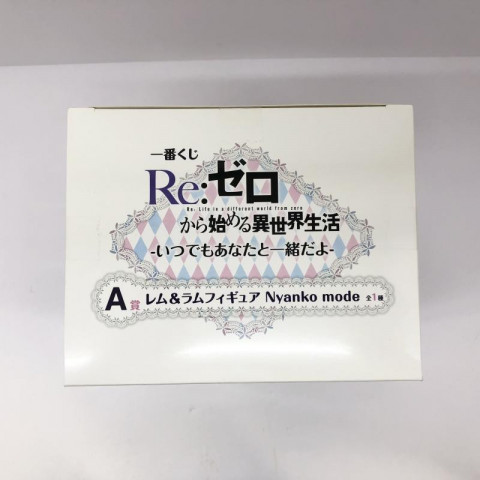 一番くじ
Re:ゼロ
Re: Life in a different world from zero
から始める異世界生活
-いつでもあなたと一緒だよ-
A賞 レム&ラムフィギュア Nyanko mode 全1種